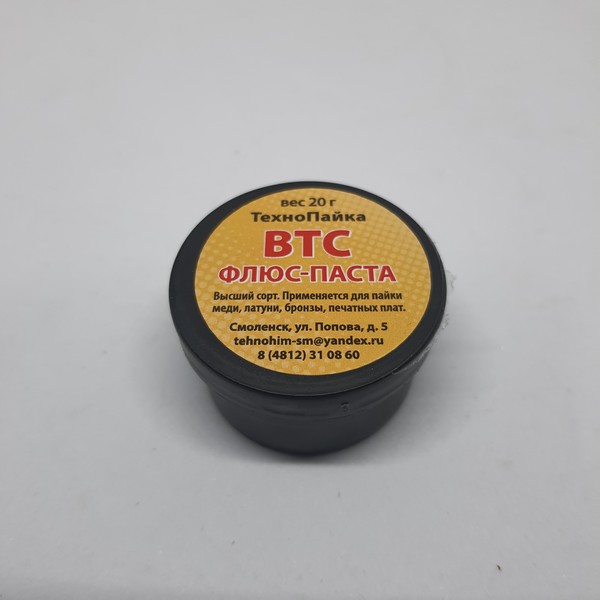 вес 20 г
ТехноПайка
ВТС
ФЛЮС-ПАСТА
Высший сорт. Применяется для пайки
меди, латуни, бронзы, печатных плат.
Смоленск, ул. Попова, д. 5
tehnohim-sm@yandex.ru
8 (4812) 31 08 60